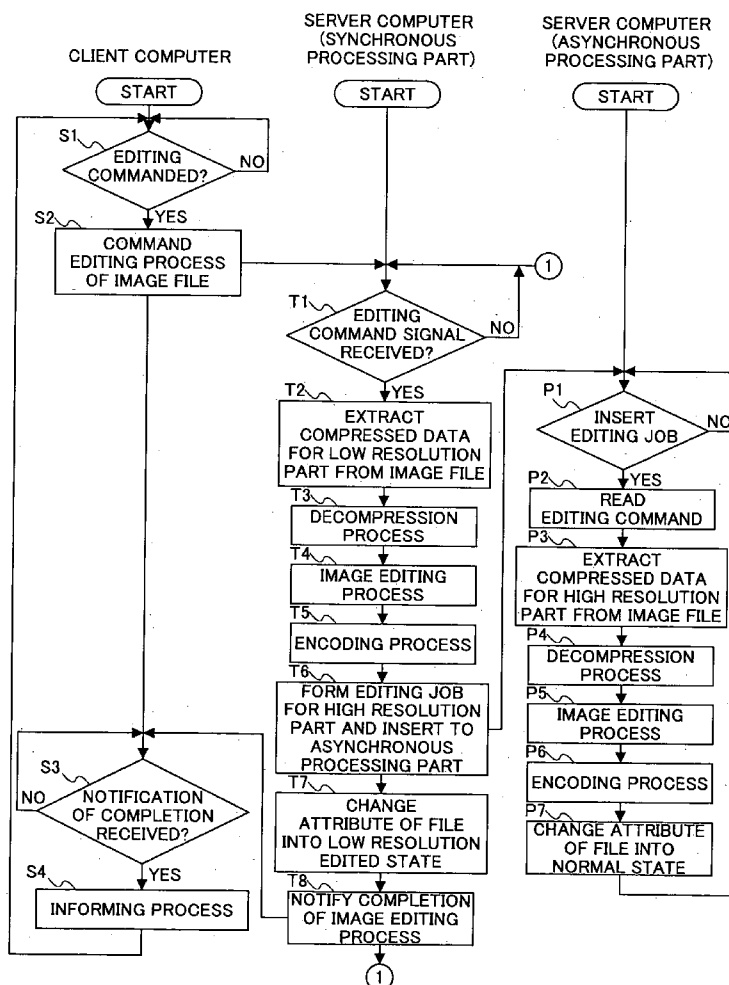 CLIENT COMPUTER
START
S1
EDITING
COMMANDED?
NO
YES
S2
COMMAND
EDITING PROCESS
OF IMAGE FILE
S3
NO
NOTIFICATION
OF COMPLETION
RECEIVED?
YES
S4
INFORMING PROCESS
SERVER COMPUTER
(SYNCHRONOUS
PROCESSING PART)
START
1
T1
EDITING
COMMAND SIGNAL
RECEIVED?
NO
YES
T2
EXTRACT
COMPRESSED DATA
FOR LOW RESOLUTION
PART FROM IMAGE FILE
T3
DECOMPRESSION
PROCESS
T4
IMAGE EDITING
PROCESS
T5
ENCODING PROCESS
T6
FORM EDITING JOB
FOR HIGH RESOLUTION
PART AND INSERT TO
ASYNCHRONOUS
PROCESSING PART
T7
CHANGE
ATTRIBUTE OF FILE
INTO LOW RESOLUTION
EDITED STATE
T8
NOTIFY COMPLETION
OF IMAGE EDITING
PROCESS
1
SERVER COMPUTER
(ASYNCHRONOUS
PROCESSING PART)
START
P1
INSERT
EDITING JOB
NO
YES
P2
READ
EDITING COMMAND
P3
EXTRACT
COMPRESSED DATA
FOR HIGH RESOLUTION
PART FROM IMAGE FILE
P4
DECOMPRESSION
PROCESS
P5
IMAGE EDITING
PROCESS
P6
ENCODING PROCESS
P7
CHANGE ATTRIBUTE
OF FILE INTO
NORMAL STATE